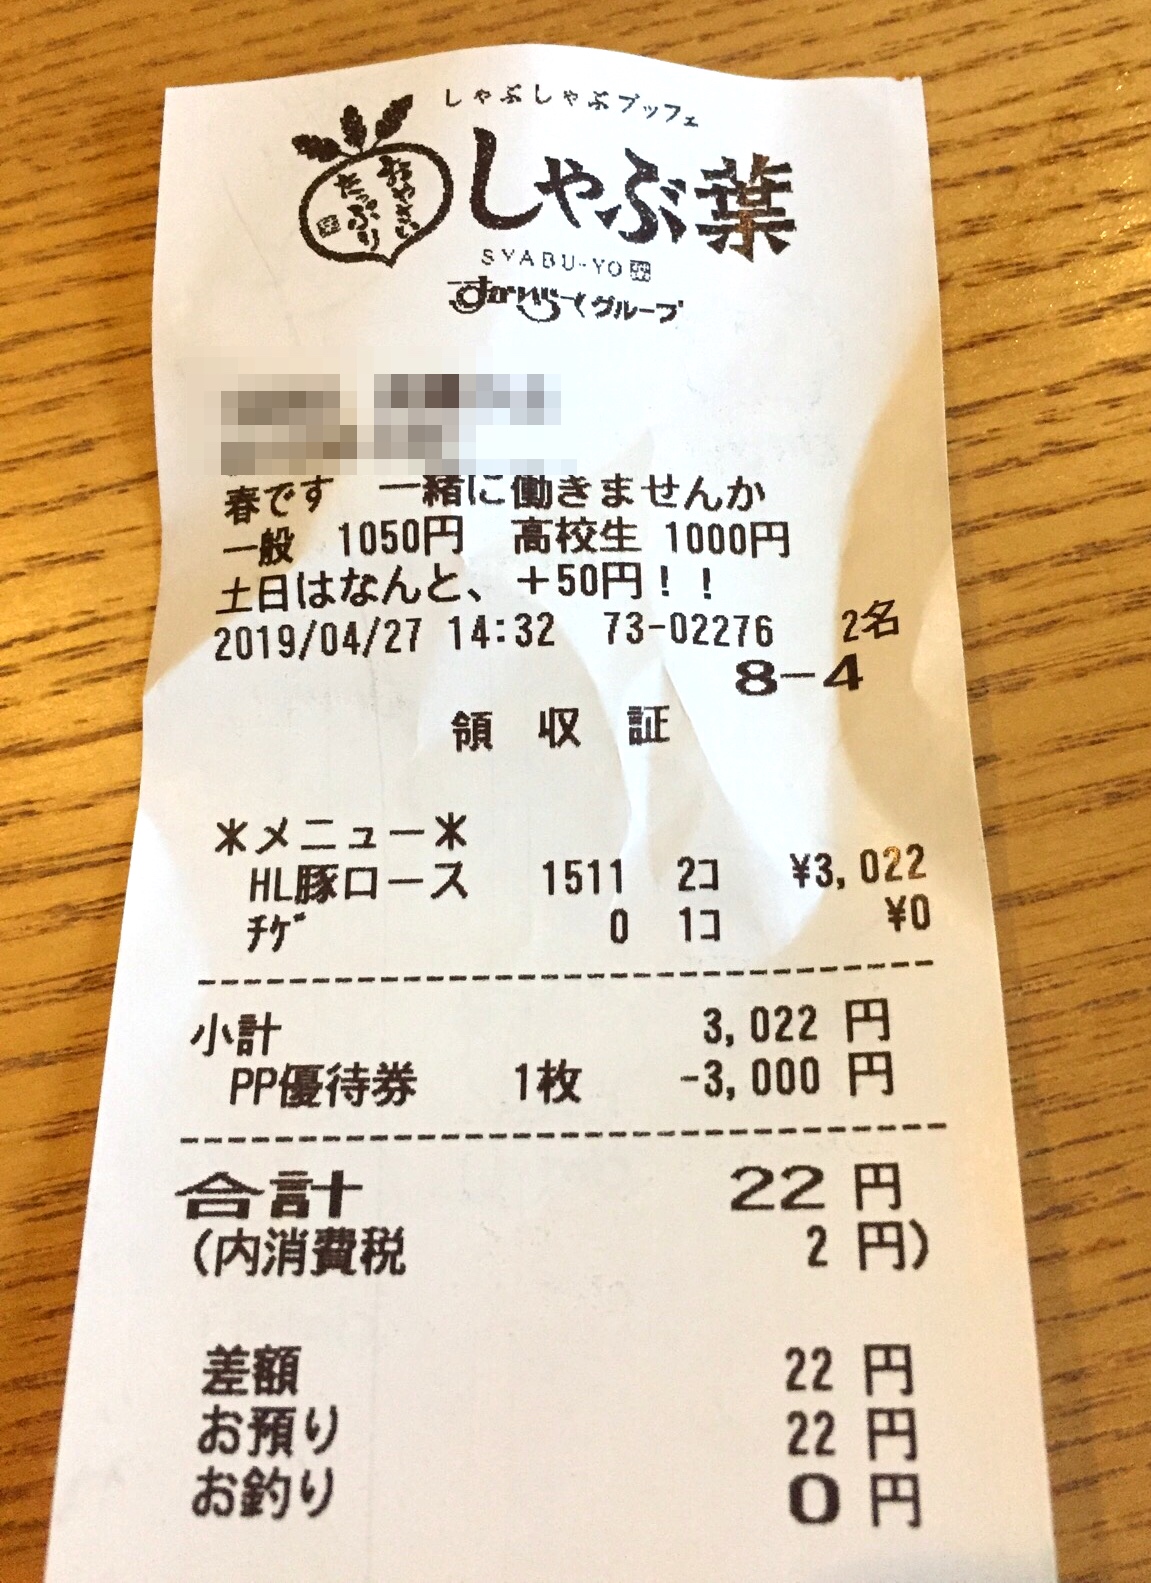 しゃぶしゃぶブッフェ
おやさい
たっぷり
しゃぶ葉
SYABU-YO
すかいらーくグループ
春です 一緒に働きませんか
一般 1050円 高校生 1000円
土日はなんと、+50円!!
2019/04/27 14:32 73-02276 2名
8-4
領 収 証
*メニュー*
HL豚ロース 1511 2コ ¥3,022
チゲ 0 1コ ¥0
小計 3,022 円
PP優待券 1枚 -3,000 円
合計 22 円
(内消費税 2 円)
差額 22 円
お預り 22 円
お釣り 0 円